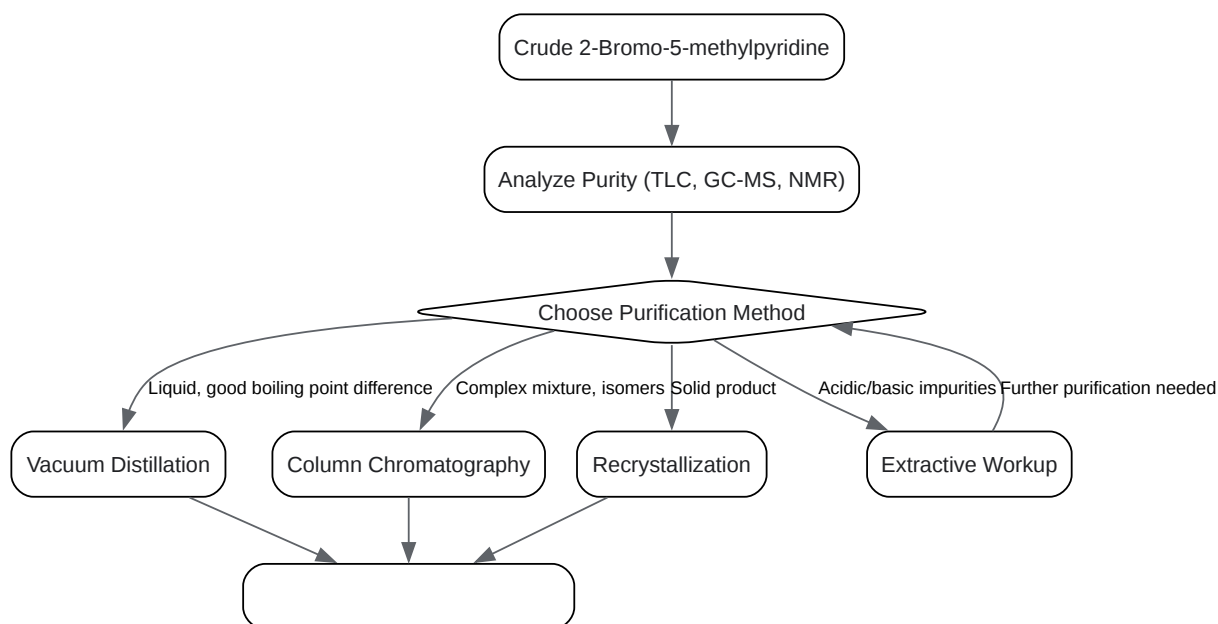 Crude 2-Bromo-5-methylpyridine
Analyze Purity (TLC, GC-MS, NMR)
Choose Purification Method
Liquid, good boiling point difference
Complex mixture, isomers
Solid product
Acidic/basic impurities
Further purification needed
Vacuum Distillation
Column Chromatography
Recrystallization
Extractive Workup